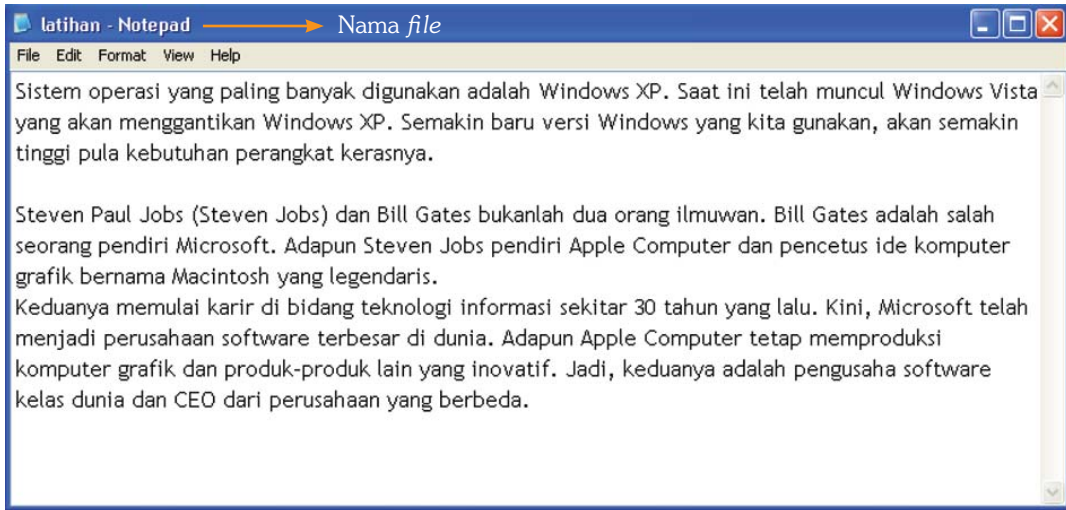 latihan - Notepad Nama file
File Edit Format View Help
Sistem operasi yang paling banyak digunakan adalah Windows XP. Saat ini telah muncul Windows Vista
yang akan menggantikan Windows XP. Semakin baru versi Windows yang kita gunakan, akan semakin
tinggi pula kebutuhan perangkat kerasnya.

Steven Paul Jobs (Steven Jobs) dan Bill Gates bukanlah dua orang ilmuwan. Bill Gates adalah salah
seorang pendiri Microsoft. Adapun Steven Jobs pendiri Apple Computer dan pencetus ide komputer
grafik bernama Macintosh yang legendaris.
Keduanya memulai karir di bidang teknologi informasi sekitar 30 tahun yang lalu. Kini, Microsoft telah
menjadi perusahaan software terbesar di dunia. Adapun Apple Computer tetap memproduksi
komputer grafik dan produk-produk lain yang inovatif. Jadi, keduanya adalah pengusaha software
kelas dunia dan CEO dari perusahaan yang berbeda.